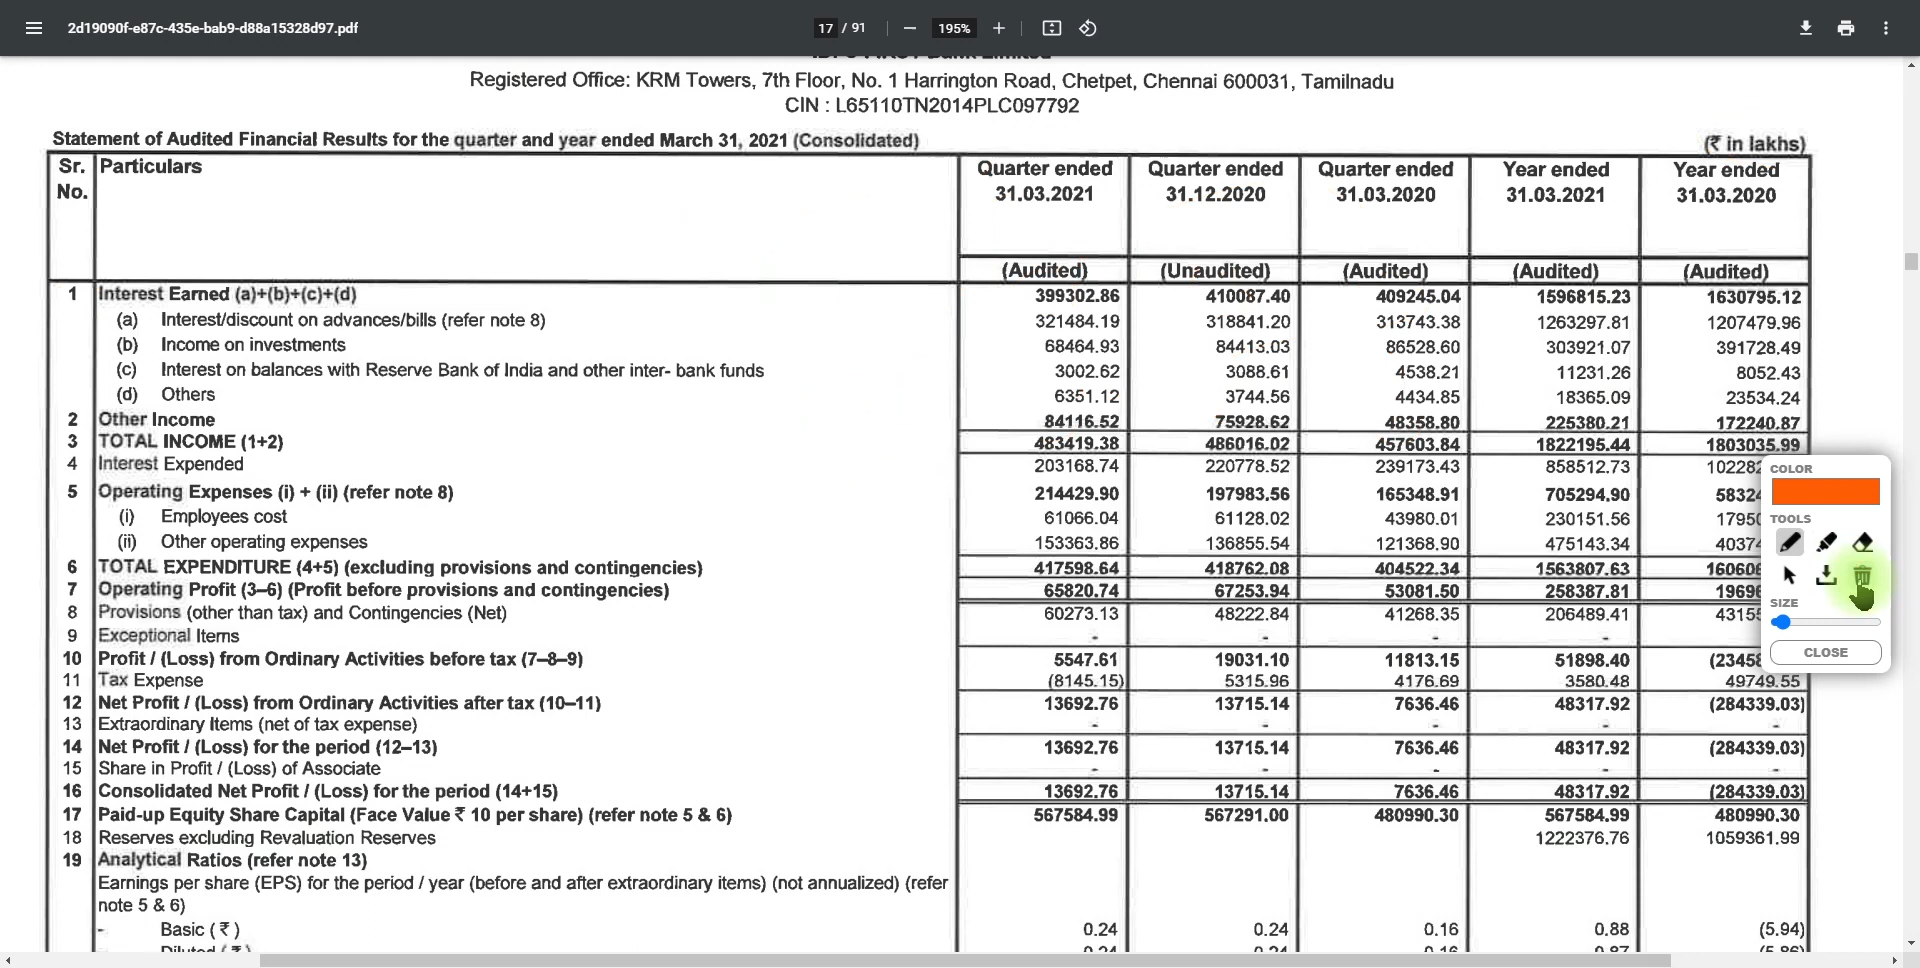 2d19090f-e87c-435e-bab9-d88a15328d97.pdf
17 / 91
195%
Registered Office: KRM Towers, 7th Floor, No. 1 Harrington Road, Chetpet, Chennai 600031, Tamilnadu
CIN : L65110TN2014PLC097792
Statement of Audited Financial Results for the quarter and year ended March 31, 2021 (Consolidated) (₹ in lakhs)
Sr. No. Particulars Quarter ended 31.03.2021 Quarter ended 31.12.2020 Quarter ended 31.03.2020 Year ended 31.03.2021 Year ended 31.03.2020
(Audited) (Unaudited) (Audited) (Audited) (Audited)
1 Interest Earned (a)+(b)+(c)+(d) 399302.86 410087.40 409245.04 1596815.23 1630795.12
(a) Interest/discount on advances/bills (refer note 8) 321484.19 318841.20 313743.38 1263297.81 1207479.96
(b) Income on investments 68464.93 84413.03 86528.60 303921.07 391728.49
(c) Interest on balances with Reserve Bank of India and other inter- bank funds 3002.62 3088.61 4538.21 11231.26 8052.43
(d) Others 6351.12 3744.56 4434.85 18365.09 23534.24
2 Other Income 84116.52 75928.62 48358.80 225380.21 172240.87
3 TOTAL INCOME (1+2) 483419.38 486016.02 457603.84 1822195.44 1803035.99
4 Interest Expended 203168.74 220778.52 239173.43 858512.73
5 Operating Expenses (i) + (ii) (refer note 8) 214429.90 197983.56 165348.91 705294.90
(i) Employees cost 61066.04 61128.02 43980.01 230151.56
(ii) Other operating expenses 153363.86 136855.54 121368.90 475143.34
6 TOTAL EXPENDITURE (4+5) (excluding provisions and contingencies) 417598.64 418762.08 404522.34 1563807.63
7 Operating Profit (3–6) (Profit before provisions and contingencies) 65820.74 67253.94 53081.50 258387.81
8 Provisions (other than tax) and Contingencies (Net) 60273.13 48222.84 41268.35 206489.41
9 Exceptional Items - - - -
10 Profit / (Loss) from Ordinary Activities before tax (7–8–9) 5547.61 19031.10 11813.15 51898.40
11 Tax Expense (8145.15) 5315.96 4176.69 3580.48 49749.55
12 Net Profit / (Loss) from Ordinary Activities after tax (10–11) 13692.76 13715.14 7636.46 48317.92 (284339.03)
13 Extraordinary Items (net of tax expense) - - - - -
14 Net Profit / (Loss) for the period (12–13) 13692.76 13715.14 7636.46 48317.92 (284339.03)
15 Share in Profit / (Loss) of Associate - - - - -
16 Consolidated Net Profit / (Loss) for the period (14+15) 13692.76 13715.14 7636.46 48317.92 (284339.03)
17 Paid-up Equity Share Capital (Face Value ₹ 10 per share) (refer note 5 & 6) 567584.99 567291.00 480990.30 567584.99 480990.30
18 Reserves excluding Revaluation Reserves 1222376.76 1059361.99
19 Analytical Ratios (refer note 13)
Earnings per share (EPS) for the period / year (before and after extraordinary items) (not annualized) (refer
note 5 & 6)
- Basic ( ₹ ) 0.24 0.24 0.16 0.88 (5.94)
COLOR
TOOLS
SIZE
CLOSE